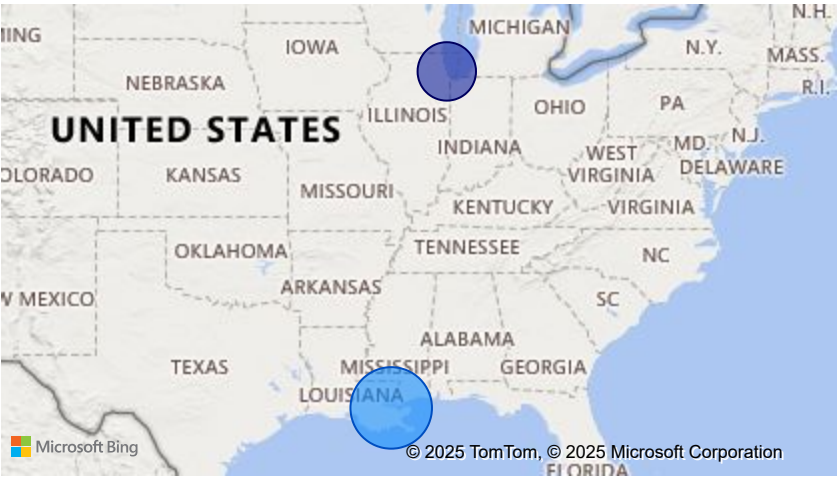 N.H.
MING
MICHIGAN
IOWA
N.Y.
MASS.
NEBRASKA
R.I.
ILLINOIS
OHIO
PA
UNITED STATES
N.J.
INDIANA
MD.
WEST
VIRGINIA
DELAWARE
OLORADO
KANSAS
MISSOURI
KENTUCKY
VIRGINIA
OKLAHOMA
TENNESSEE
NC
ARKANSAS
W MEXICO
SC
ALABAMA
TEXAS
MISSISSIPPI
GEORGIA
LOUISIANA
Microsoft Bing
© 2025 TomTom, © 2025 Microsoft Corporation
FLORIDA